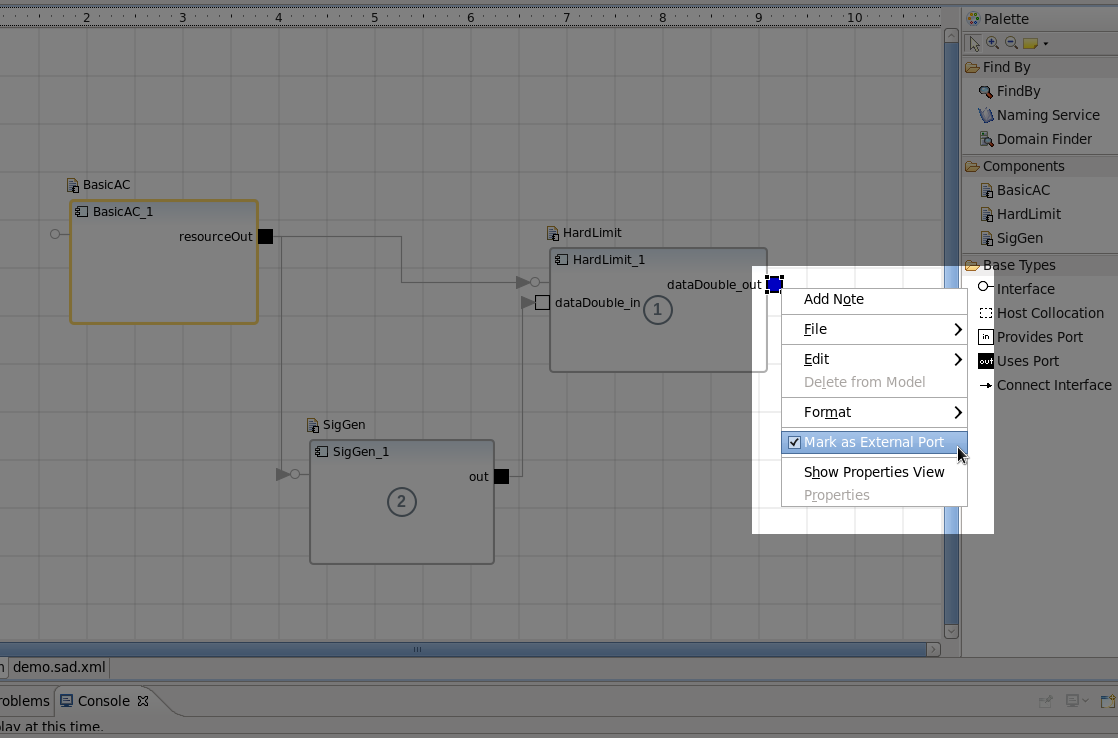 2 3 4 5 6 7 8 9 10
Palette
Find By
FindBy
Naming Service
Domain Finder
Components
BasicAC
HardLimit
SigGen
Base Types
Interface
Host Collocation
in Provides Port
out Uses Port
Connect Interface
BasicAC
BasicAC_1
resourceOut
HardLimit
HardLimit_1
dataDouble_out
dataDouble_in
1
SigGen
SigGen_1
out
2
Add Note
File
Edit
Delete from Model
Format
Mark as External Port
Show Properties View
Properties
demo.sad.xml
roblems Console
lay at this time.